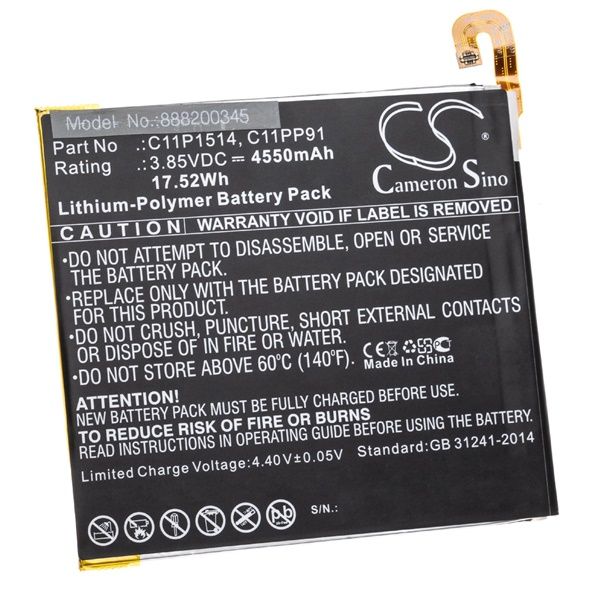 Model No.:888200345
Part No :C11P1514, C11PP91
Rating :3.85VDC⎓ 4550mAh
17.52Wh
Lithium-Polymer Battery Pack
CS
Cameron Sino
CAUTION: WARRANTY VOID IF LABEL IS REMOVED.
•DO NOT ATTEMPT TO DISASSEMBLE, OPEN OR SERVICE
THE BATTERY PACK.
•REPLACE ONLY WITH THE BATTERY PACK DESIGNATED
FOR THIS PRODUCT.
•DO NOT CRUSH, PUNCTURE, SHORT EXTERNAL CONTACTS
OR DISPOSE OF IN FIRE OR WATER.
•DO NOT STORE ABOVE 60°C (140°F).
CE
Made In China
ATTENTION!
NEW BATTERY PACK MUST BE FULLY CHARGED BEFORE USE.
TO REDUCE RISK OF FIRE OR BURNS
READ OPERATING INSTRUCTION CAREFULLY BEFORE USING.
Limited Charge Voltage:4.40V±0.05V
Standard:GB 31241-2014
S/N.: